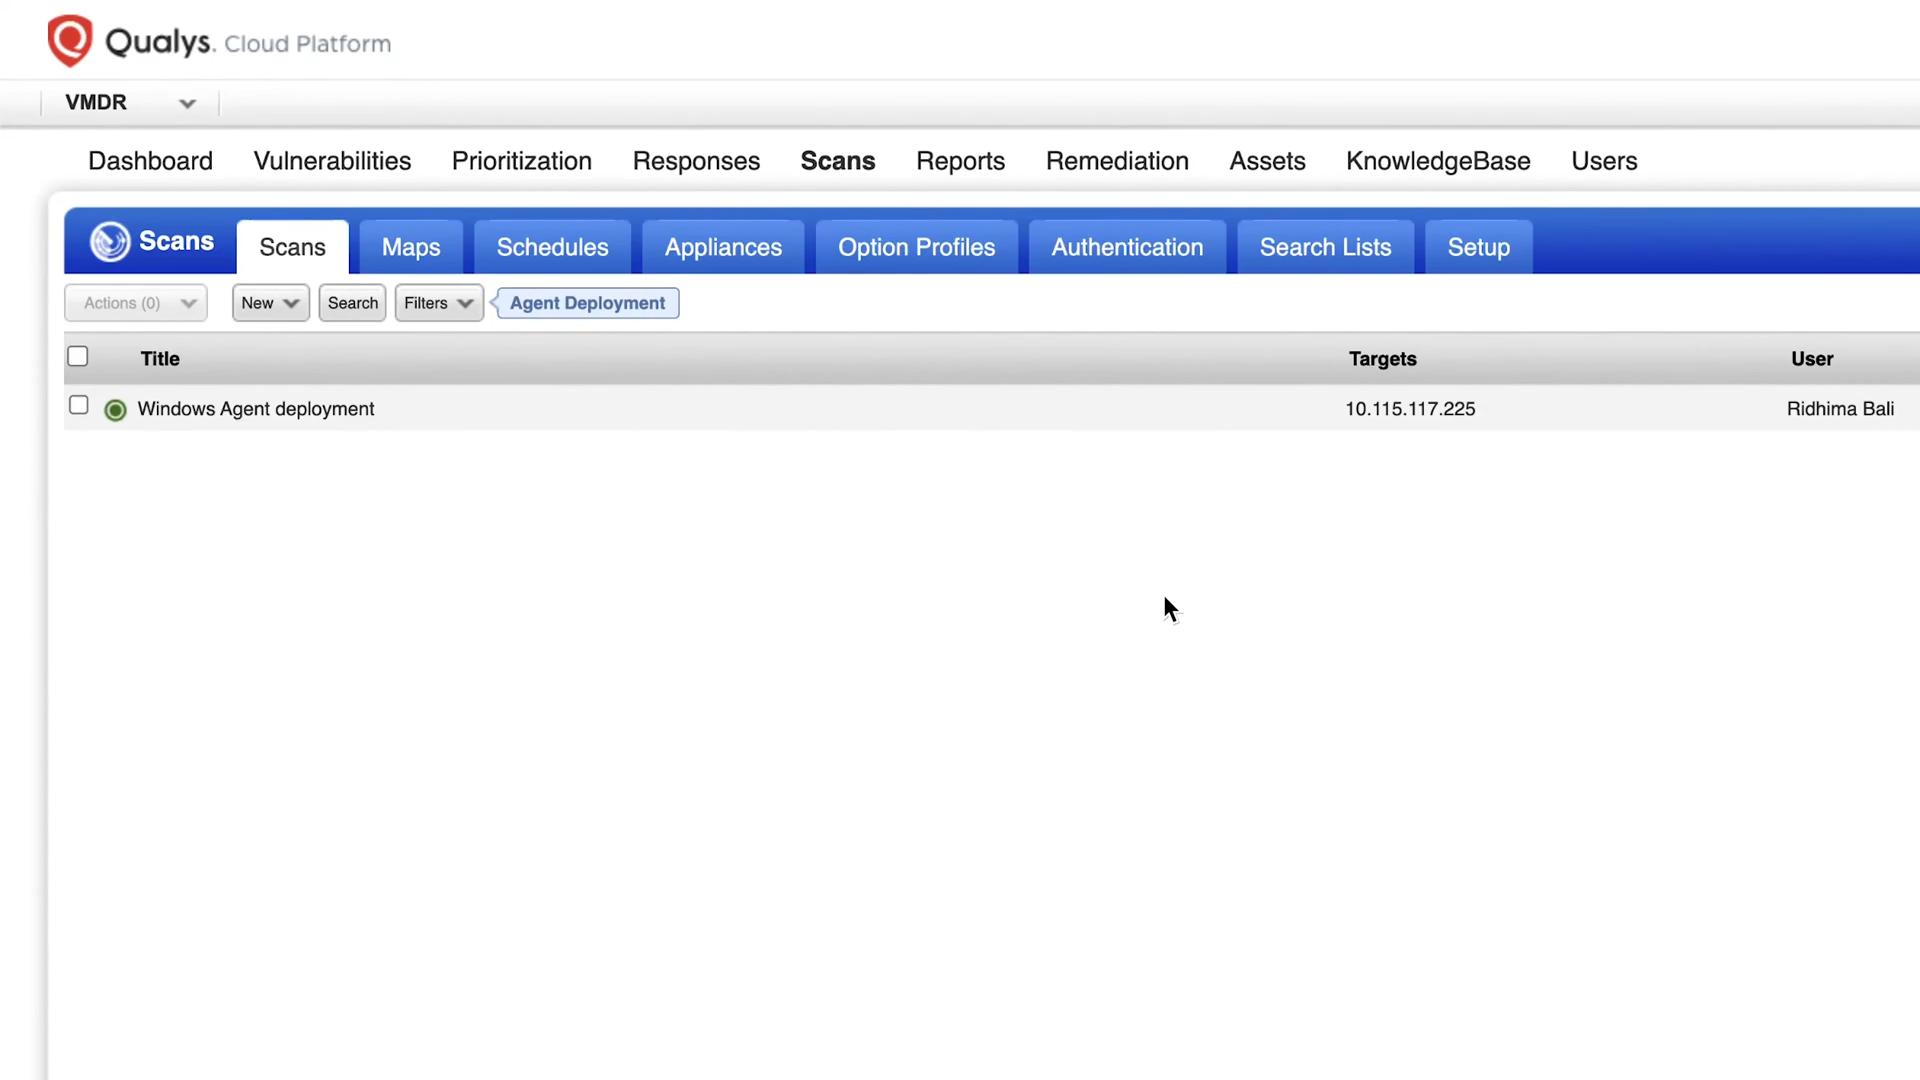 Qualys. Cloud Platform
VMDR
Dashboard Vulnerabilities Prioritization Responses Scans Reports Remediation Assets KnowledgeBase Users
Scans Scans Maps Schedules Appliances Option Profiles Authentication Search Lists Setup
Actions (0) New Search Filters Agent Deployment
Title Targets User
Windows Agent deployment 10.115.117.225 Ridhima Bali